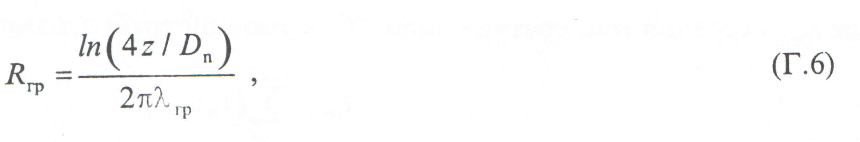 R_гр = ln(4z / D_п) / 2πλ_гр , (Г.6)